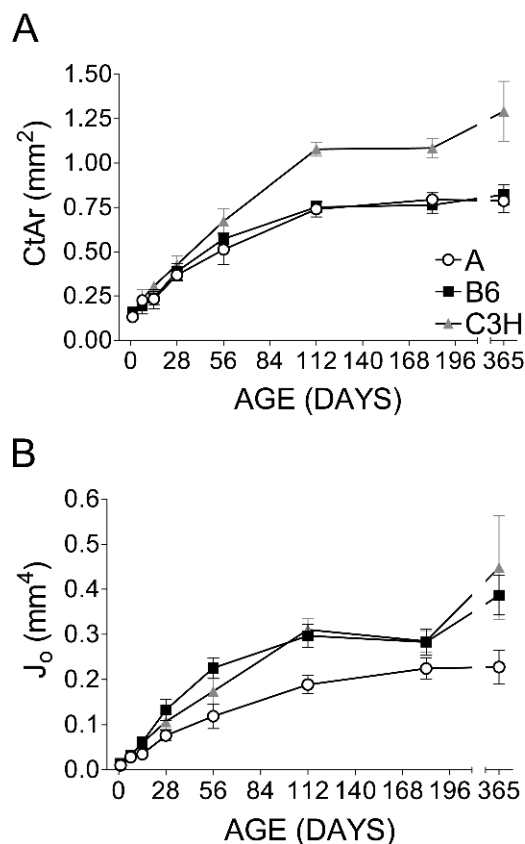 A
1.50
1.25
1.00
0.75
0.50
0.25
0.00
CtAr (mm²)
A
B6
C3H
0 28 56 84 112 140 168 196 365
AGE (DAYS)
B
0.6
0.5
0.4
0.3
0.2
0.1
0.0
Jₒ (mm⁴)
0 28 56 84 112 140 168 196 365
AGE (DAYS)